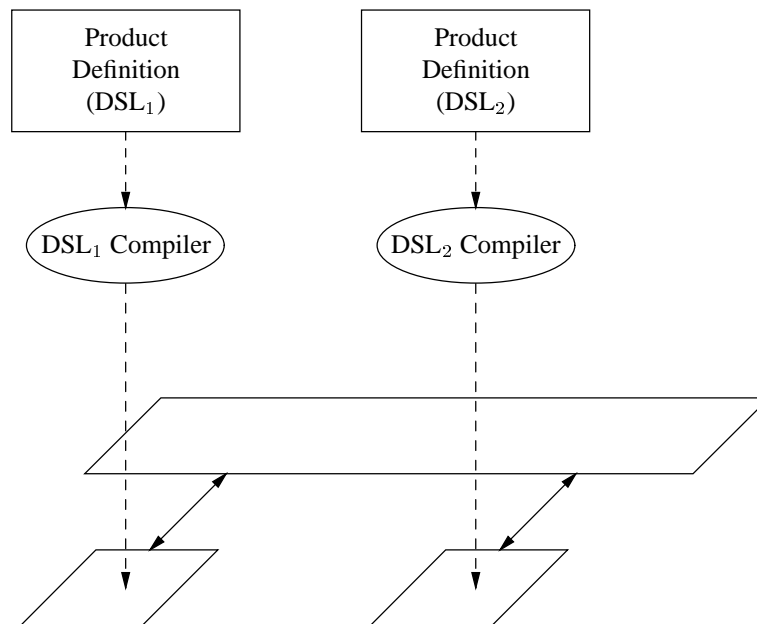 Product
Definition
(DSL₁)
Product
Definition
(DSL₂)
DSL₁ Compiler
DSL₂ Compiler